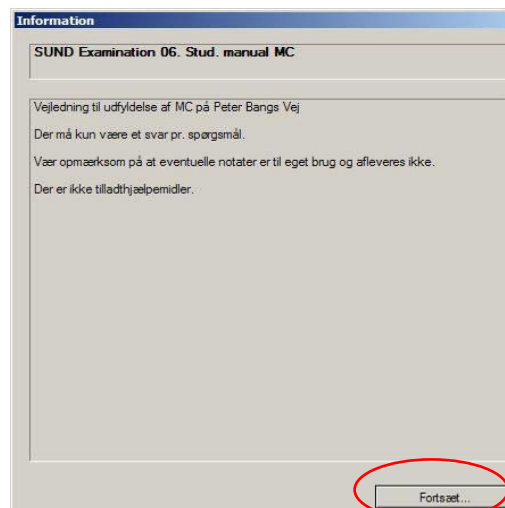 Information
SUND Examination 06. Stud. manual MC
Vejledning til udfyldelse af MC på Peter Bangs Vej
Der må kun være et svar pr. spørgsmål.
Vær opmærksom på at eventuelle notater er til eget brug og afleveres ikke.
Der er ikke tilladthjælpemidler.
Fortsæt...